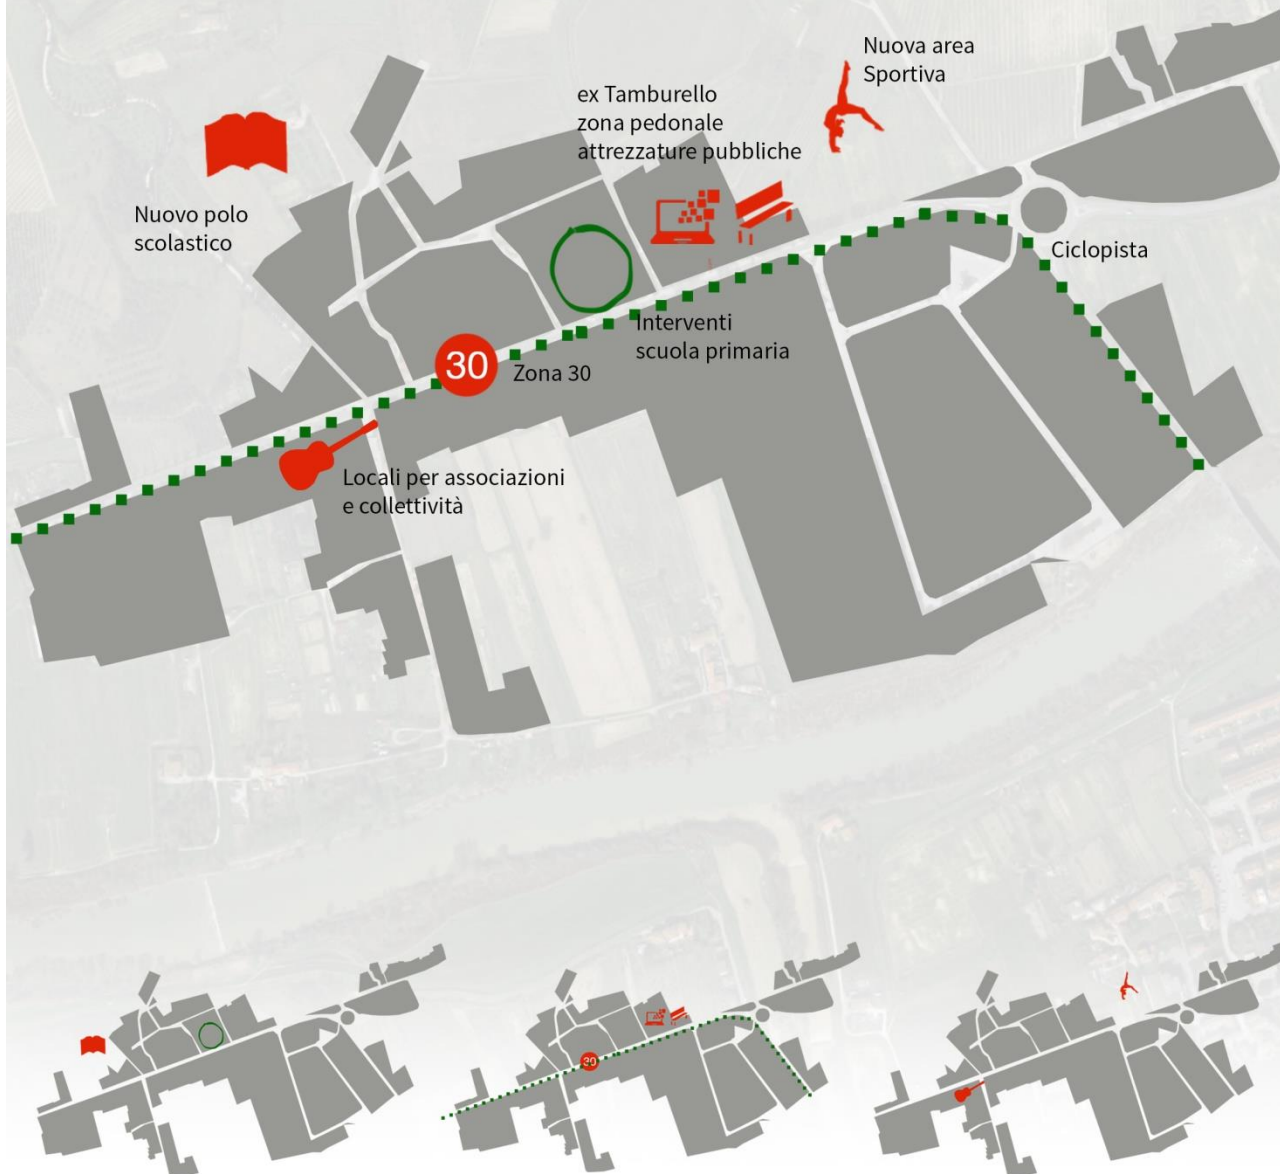 Nuova area
Sportiva
ex Tamburello
zona pedonale
attrezzature pubbliche
Nuovo polo
scolastico
Ciclopista
Interventi
scuola primaria
30
Zona 30
Locali per associazioni
e collettività
30